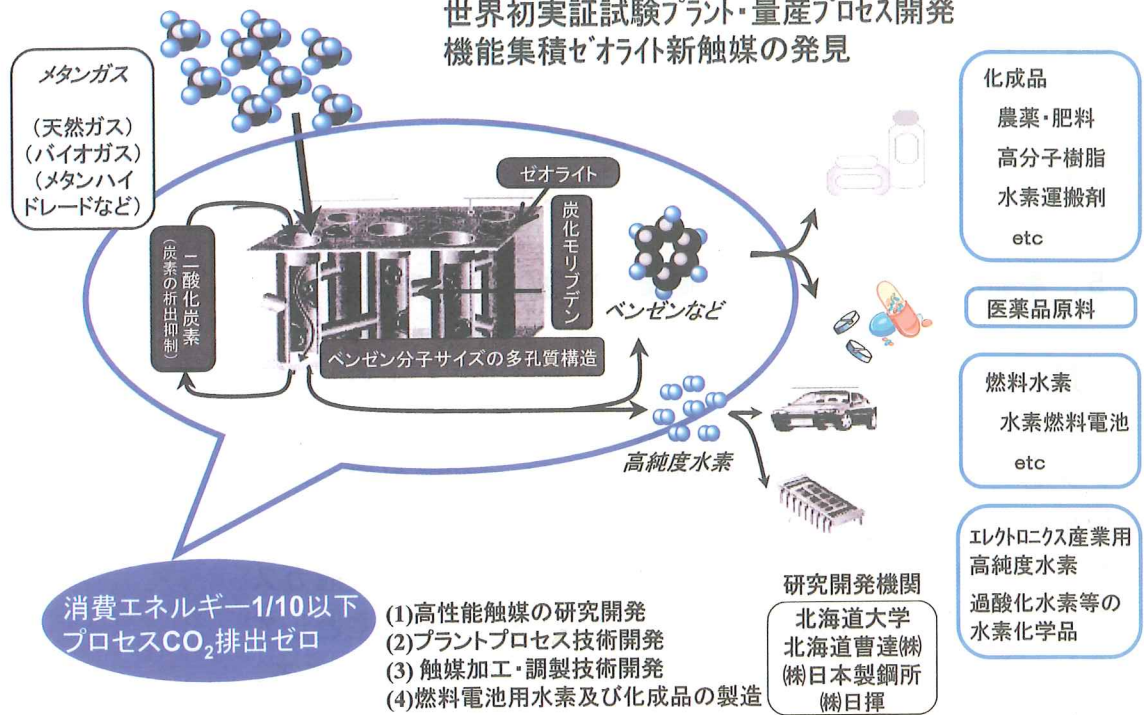 世界初実証試験プラント・量産プロセス開発
機能集積ゼオライト新触媒の発見
メタンガス
(天然ガス)
(バイオガス)
(メタンハイ
ドレードなど)
ゼオライト
炭化モリブデン
二酸化炭素
(炭素の析出抑制)
ベンゼン分子サイズの多孔質構造
ベンゼンなど
高純度水素
化成品
農薬・肥料
高分子樹脂
水素運搬剤
etc
医薬品原料
燃料水素
水素燃料電池
etc
エレクトロニクス産業用
高純度水素
過酸化水素等の
水素化学品
消費エネルギー1/10以下
プロセスCO₂排出ゼロ
(1)高性能触媒の研究開発
(2)プラントプロセス技術開発
(3) 触媒加工・調製技術開発
(4)燃料電池用水素及び化成品の製造
研究開発機関
北海道大学
北海道曹達㈱
㈱日本製鋼所
㈱日揮